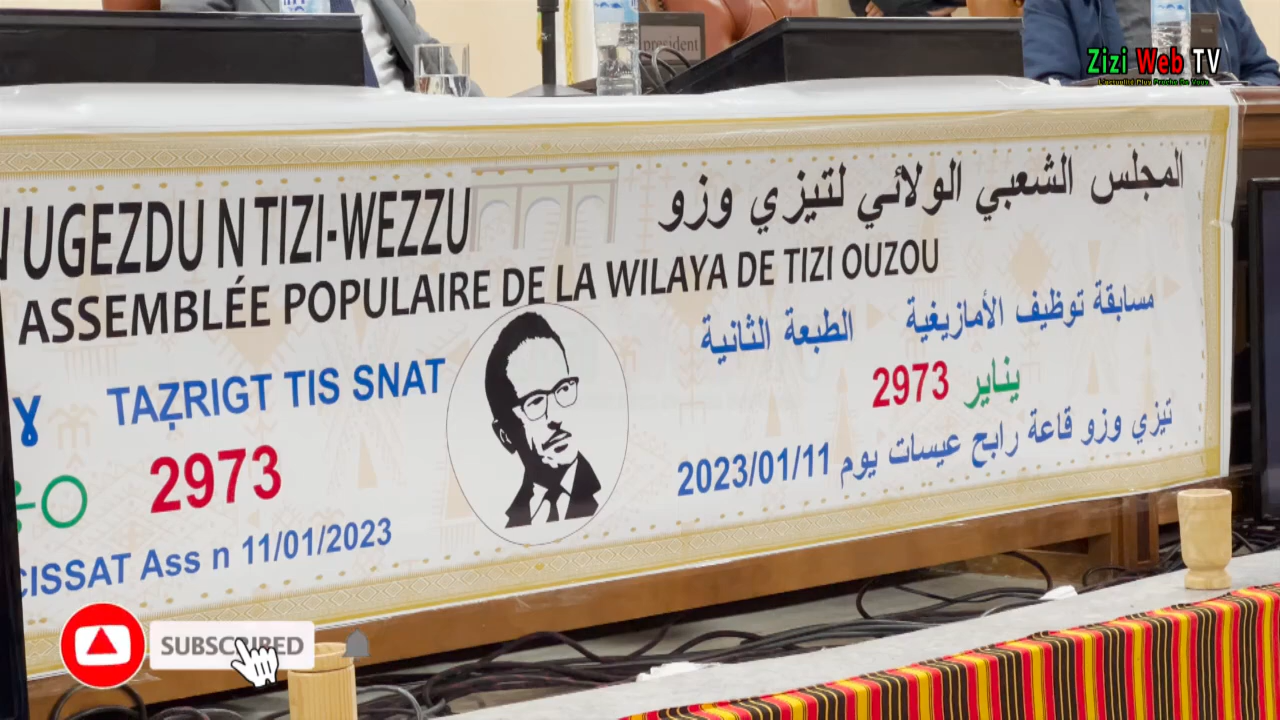 president
Zizi Web TV
UGEZDU N TIZI-WEZZU
المجلس الشعبي الولائي لتيزي وزو
ASSEMBLÉE POPULAIRE DE LA WILAYA DE TIZI OUZOU
مسابقة توظيف الأمازيغية الطبعة الثانية
TAẒRIGT TIS SNAT
يناير 2973
2973
تيزي وزو قاعة رابح عيسات يوم 2023/01/11
CISSAT Ass n 11/01/2023
SUBSCRIBED